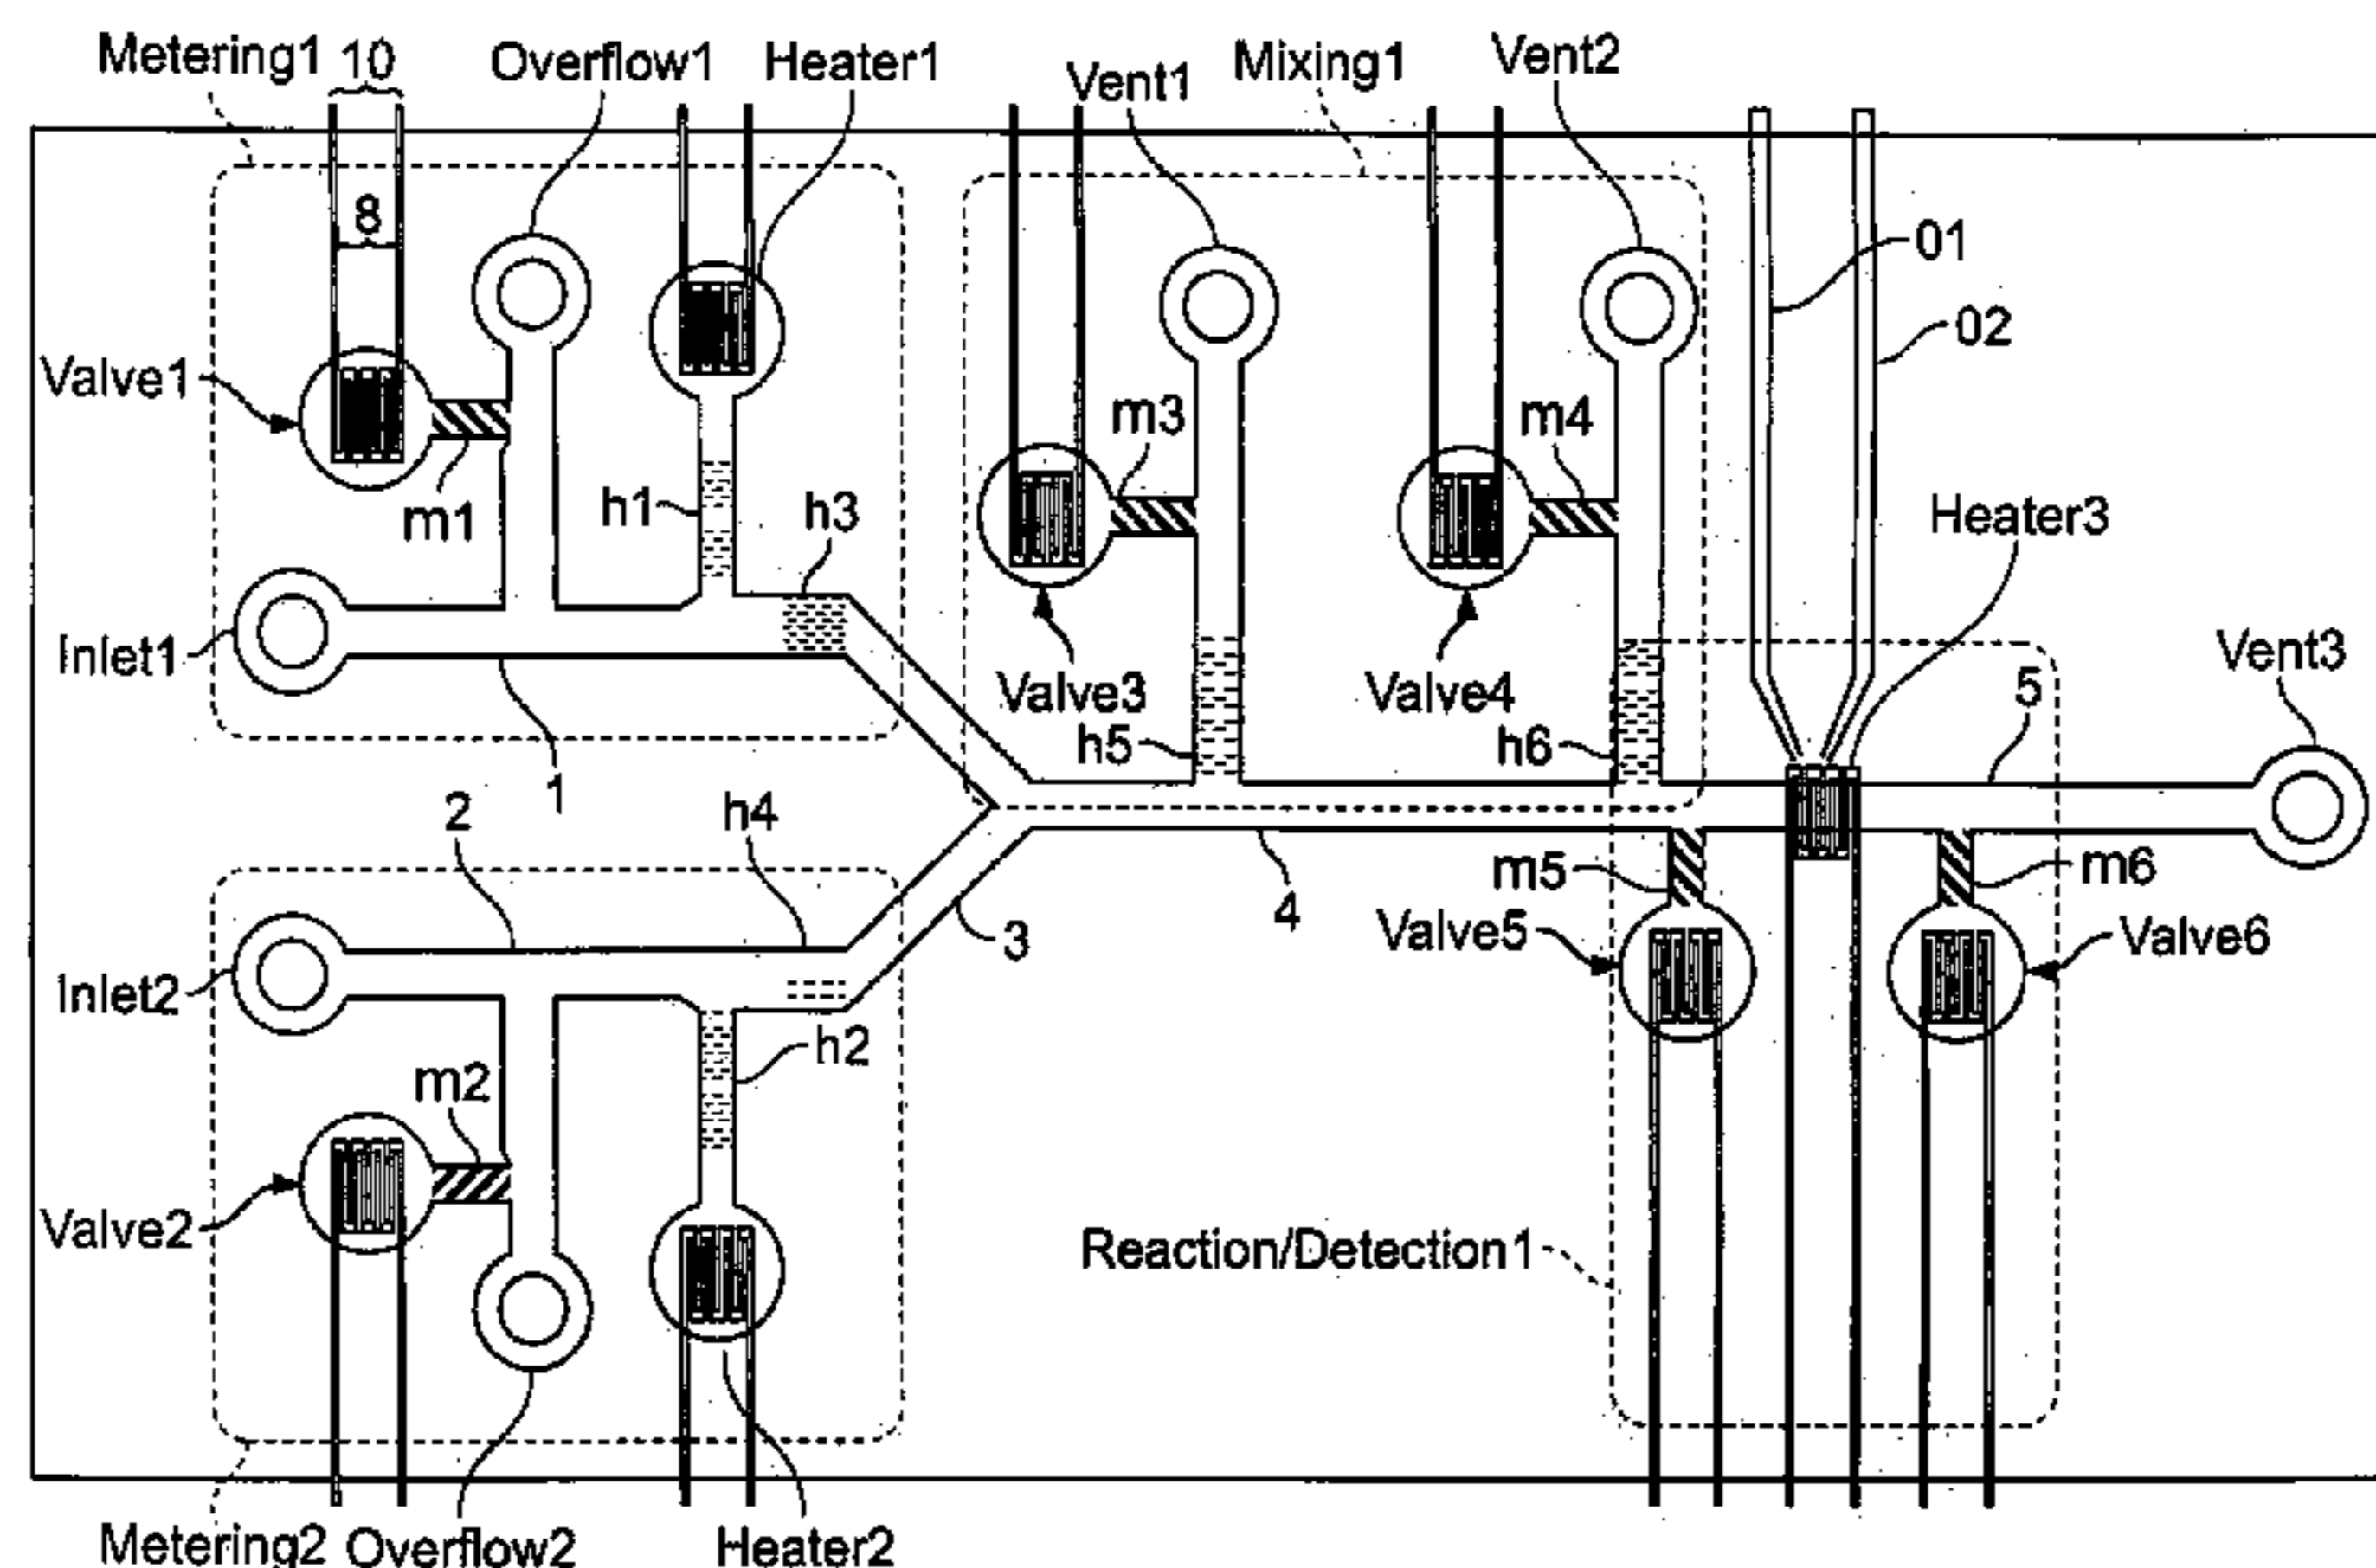 Metering1
10
Overflow1
Heater1
Vent1
Mixing1
Vent2
8
01
02
Valve1
m1
h1
h3
m3
m4
Heater3
Inlet1
1
Valve3
h5
Valve4
h6
5
Vent3
2
h4
3
4
m5
m6
Valve5
Valve6
Inlet2
h2
m2
Valve2
Reaction/Detection1
Metering2
Overflow2
Heater2